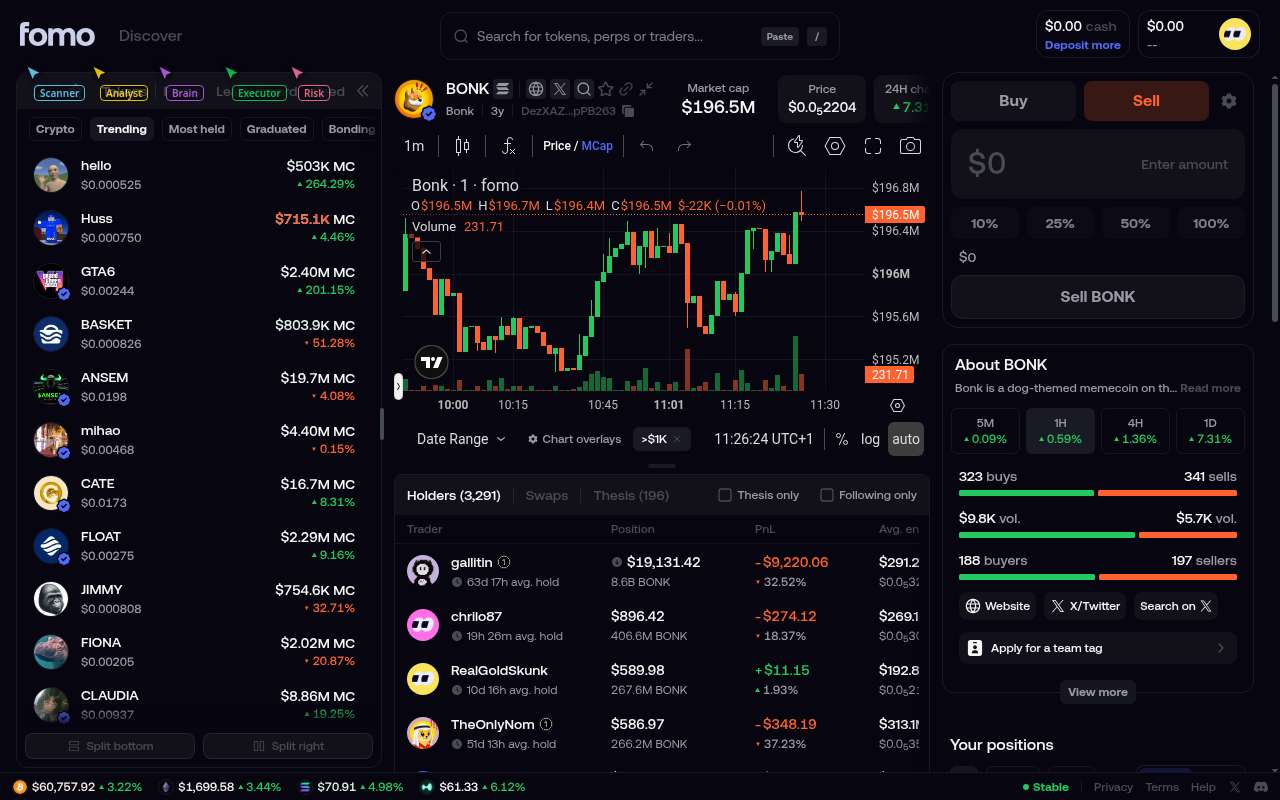 fomo
Discover
Search for tokens, perps or traders...
Paste
/
$0.00 cash
Deposit more
$0.00
--
Scanner
Analyst
Brain
Executor
Risk
Crypto
Trending
Most held
Graduated
Bonding
hello
$503K MC
$0.000525
264.29%
Huss
$715.1K MC
$0.000750
4.46%
GTA6
$2.40M MC
$0.00244
201.15%
BASKET
$803.9K MC
$0.000826
51.28%
ANSEM
$19.7M MC
$0.0198
4.08%
mihao
$4.40M MC
$0.00468
0.15%
CATE
$16.7M MC
$0.0173
8.31%
FLOAT
$2.29M MC
$0.00275
9.16%
JIMMY
$754.6K MC
$0.000808
32.71%
FIONA
$2.02M MC
$0.00205
20.87%
CLAUDIA
$8.86M MC
$0.00937
19.25%
Split bottom
Split right
BONK
Bonk
3y
DezXAZ...pPB263
Market cap
$196.5M
Price
$0.0₅2204
24H ch
7.3
1m
Price / MCap
Bonk · 1 · fomo
O$196.5M H$196.7M L$196.4M C$196.5M $-22K (−0.01%)
Volume 231.71
$196.8M
$196.5M
$196.4M
$196M
$195.6M
$195.2M
231.71
10:00
10:15
10:45
11:01
11:15
11:30
Date Range
Chart overlays
>$1K ×
11:26:24 UTC+1
%
log
auto
Holders (3,291)
Swaps
Thesis (196)
Thesis only
Following only
Trader
Position
PnL
Avg. en
gallitin 1
$19,131.42
-$9,220.06
$291.2
63d 17h avg. hold
8.6B BONK
32.52%
chrilo87
$896.42
-$274.12
$269.1
19h 26m avg. hold
406.6M BONK
18.37%
RealGoldSkunk
$589.98
+$11.15
$192.8
10d 16h avg. hold
267.6M BONK
1.93%
TheOnlyNom 1
$586.97
-$348.19
$313.1
51d 13h avg. hold
266.2M BONK
37.23%
Buy
Sell
$0
Enter amount
10%
25%
50%
100%
$0
Sell BONK
About BONK
Bonk is a dog-themed memecoin on th... Read more
5M
0.09%
1H
0.59%
4H
1.36%
1D
7.31%
323 buys
341 sells
$9.8K vol.
$5.7K vol.
188 buyers
197 sellers
Website
X/Twitter
Search on X
Apply for a team tag
View more
Your positions
$60,757.92 3.22%
$1,699.58 3.44%
$70.91 4.98%
$61.33 6.12%
Stable
Privacy
Terms
Help